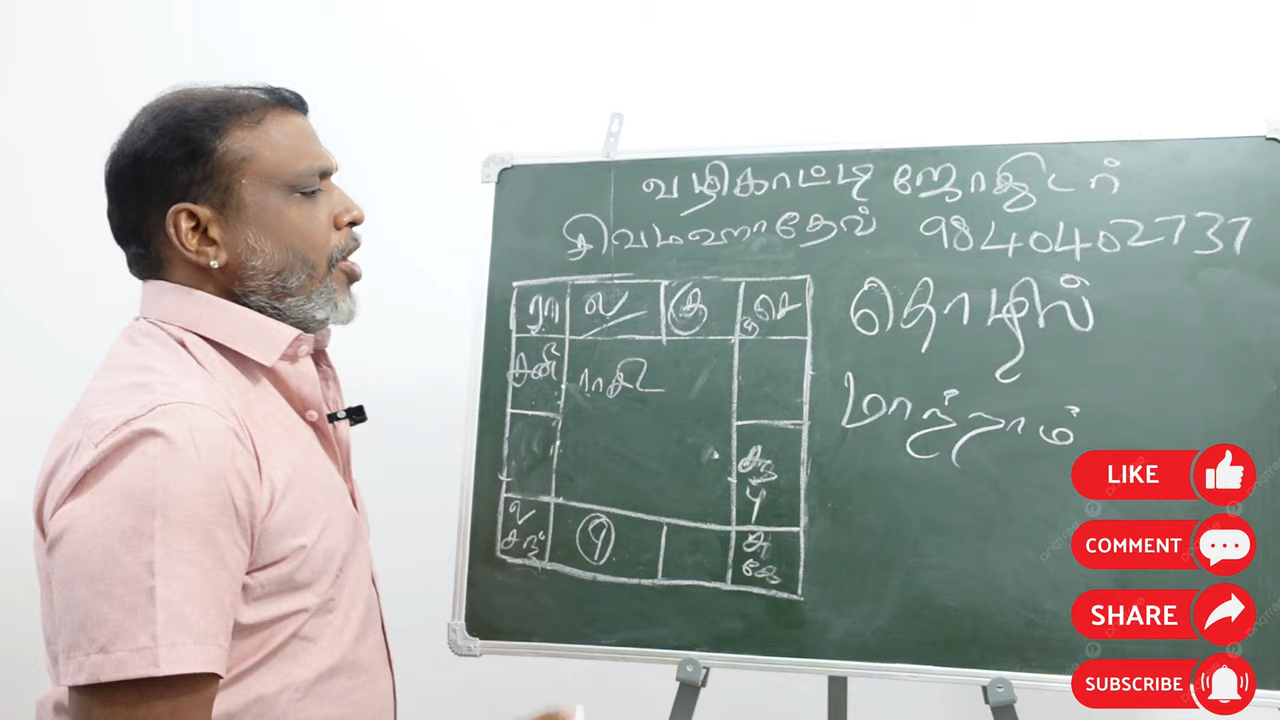 வழிகாட்டி ஜோதிடர்
சிவமஹாதேவ் 9840402737
ரா ல கு செ
சனி ராசி
தொழில்
மாற்றம்
LIKE
COMMENT
SHARE
SUBSCRIBE